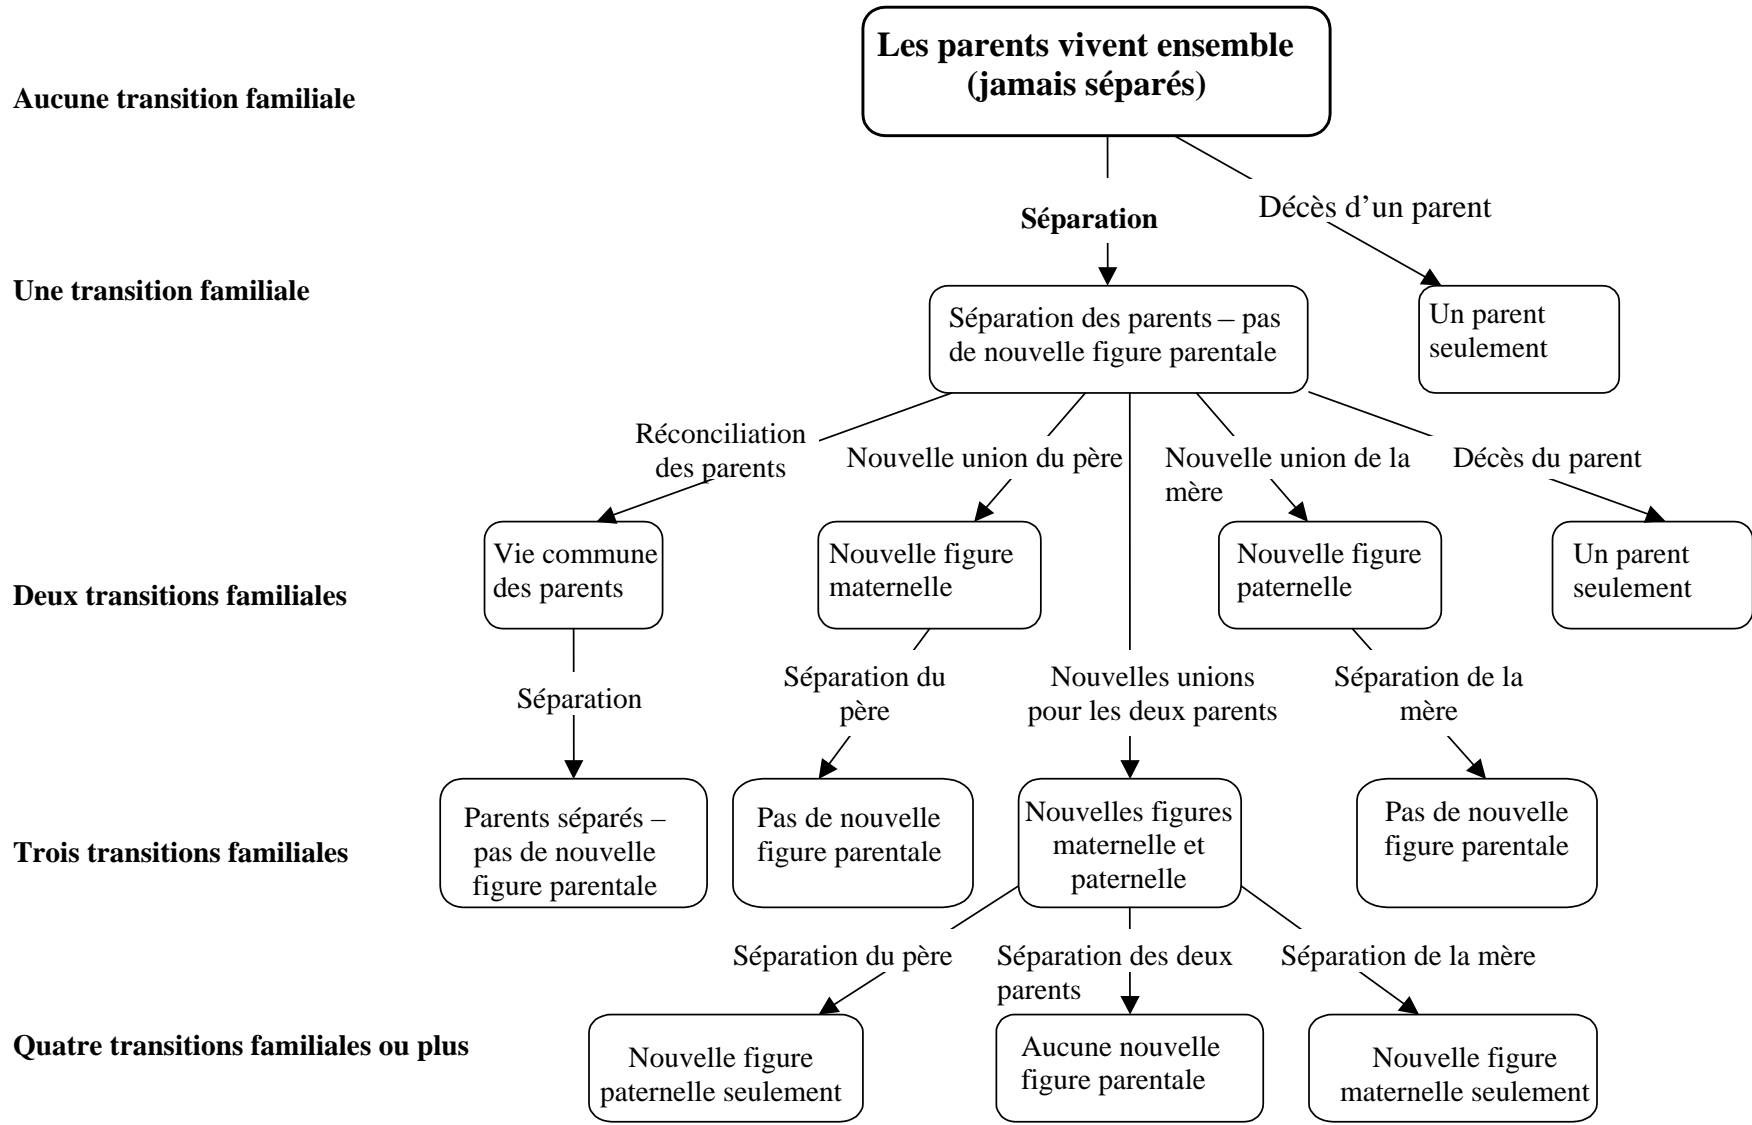 Les parents vivent ensemble
(jamais séparés)
Aucune transition familiale
Décès d’un parent
Séparation
Une transition familiale
Séparation des parents – pas
de nouvelle figure parentale
Un parent
seulement
Réconciliation
des parents
Nouvelle union du père
Nouvelle union de la
mère
Décès du parent
Deux transitions familiales
Vie commune
des parents
Nouvelle figure
maternelle
Nouvelle figure
paternelle
Un parent
seulement
Séparation
Séparation du
père
Nouvelles unions
pour les deux parents
Séparation de la
mère
Trois transitions familiales
Parents séparés –
pas de nouvelle
figure parentale
Pas de nouvelle
figure parentale
Nouvelles figures
maternelle et
paternelle
Pas de nouvelle
figure parentale
Séparation du père
Séparation des deux
parents
Séparation de la mère
Quatre transitions familiales ou plus
Nouvelle figure
paternelle seulement
Aucune nouvelle
figure parentale
Nouvelle figure
maternelle seulement